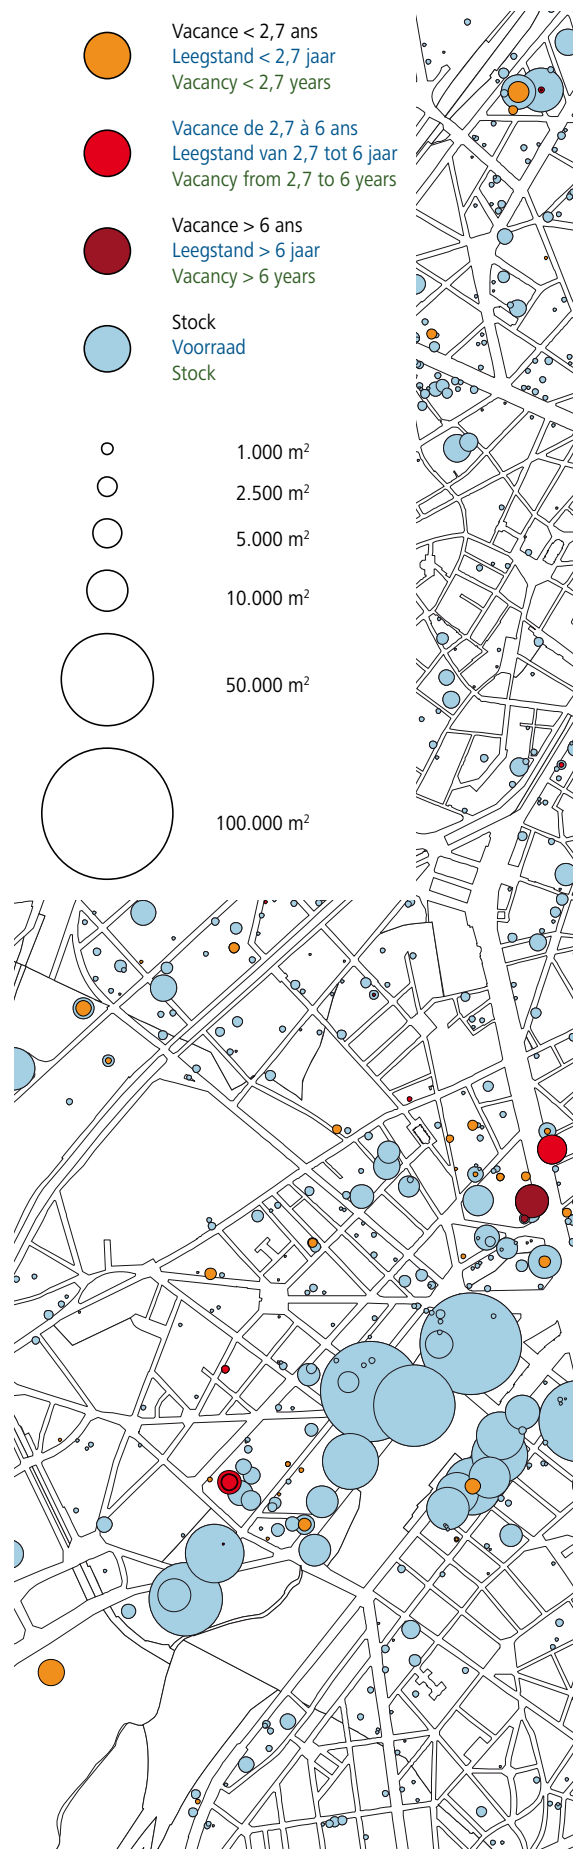 Vacance < 2,7 ans
Leegstand < 2,7 jaar
Vacancy < 2,7 years
Vacance de 2,7 à 6 ans
Leegstand van 2,7 tot 6 jaar
Vacancy from 2,7 to 6 years
Vacance > 6 ans
Leegstand > 6 jaar
Vacancy > 6 years
Stock
Voorraad
Stock
1.000 m²
2.500 m²
5.000 m²
10.000 m²
50.000 m²
100.000 m²